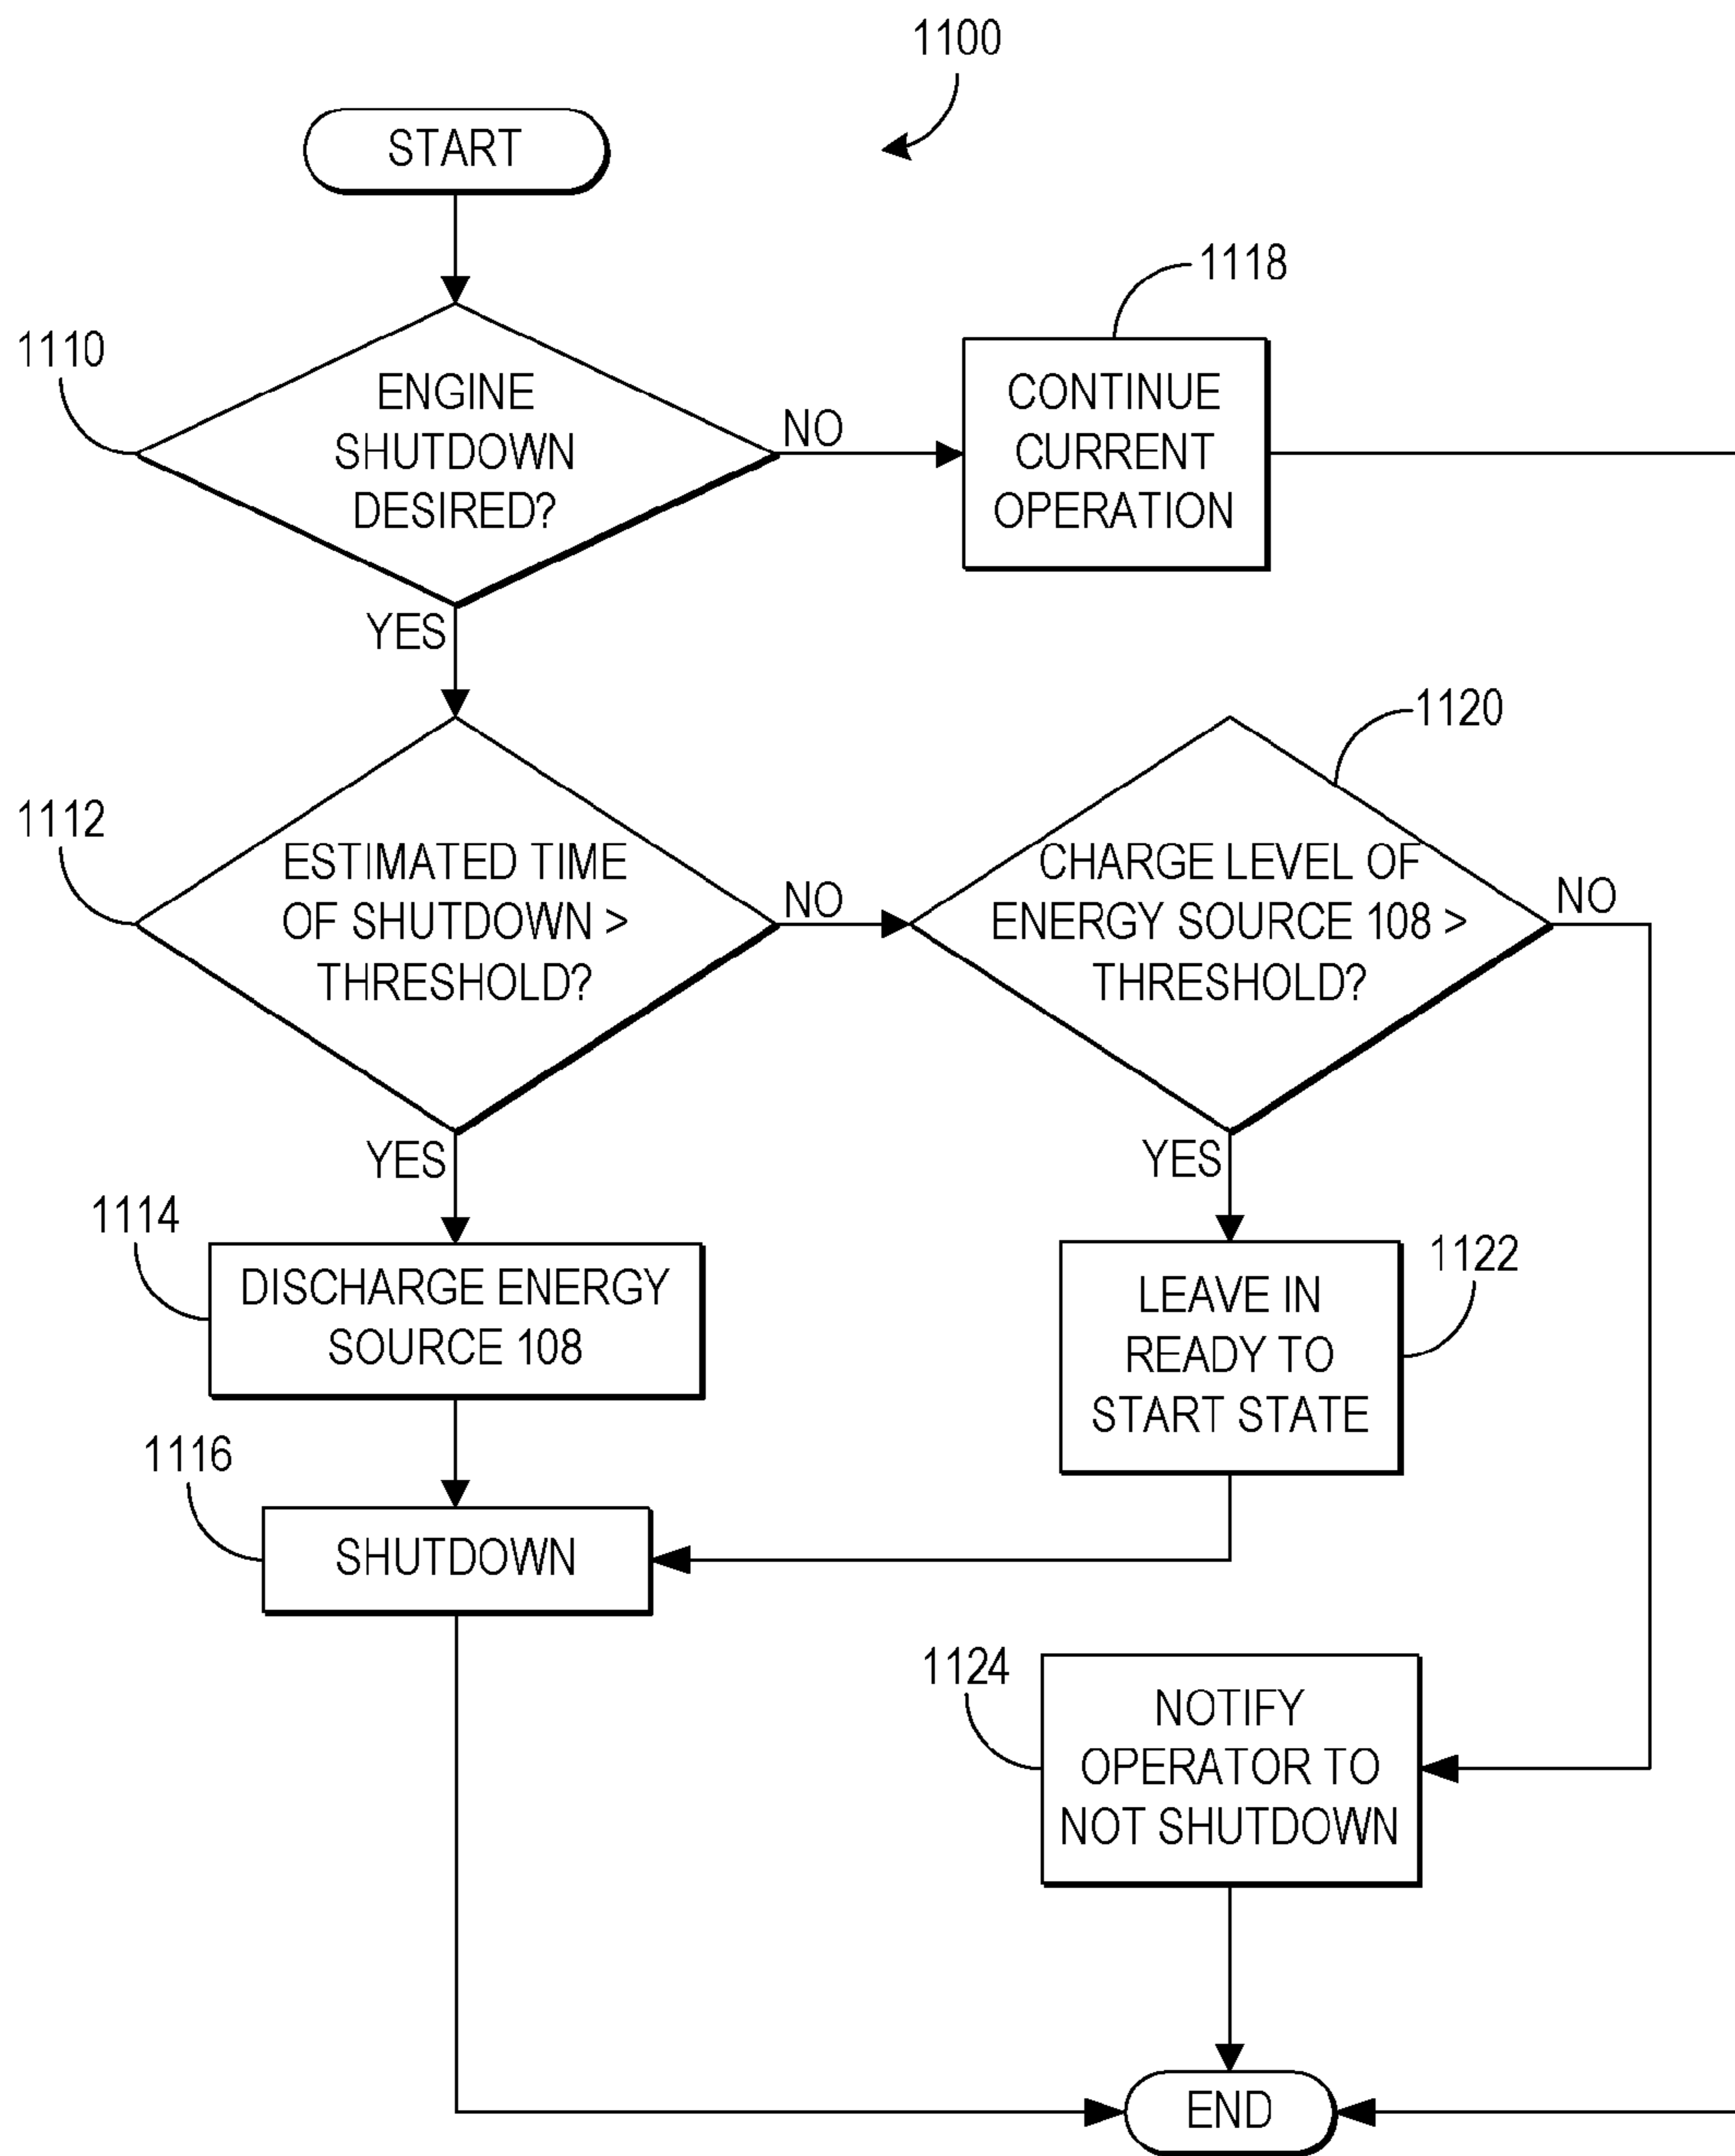 1100
START
1118
1110
ENGINE
SHUTDOWN
DESIRED?
NO
CONTINUE
CURRENT
OPERATION
YES
1120
1112
ESTIMATED TIME
OF SHUTDOWN >
THRESHOLD?
NO
CHARGE LEVEL OF
ENERGY SOURCE 108 >
THRESHOLD?
NO
YES
YES
1114
DISCHARGE ENERGY
SOURCE 108
1122
LEAVE IN
READY TO
START STATE
1116
SHUTDOWN
1124
NOTIFY
OPERATOR TO
NOT SHUTDOWN
END